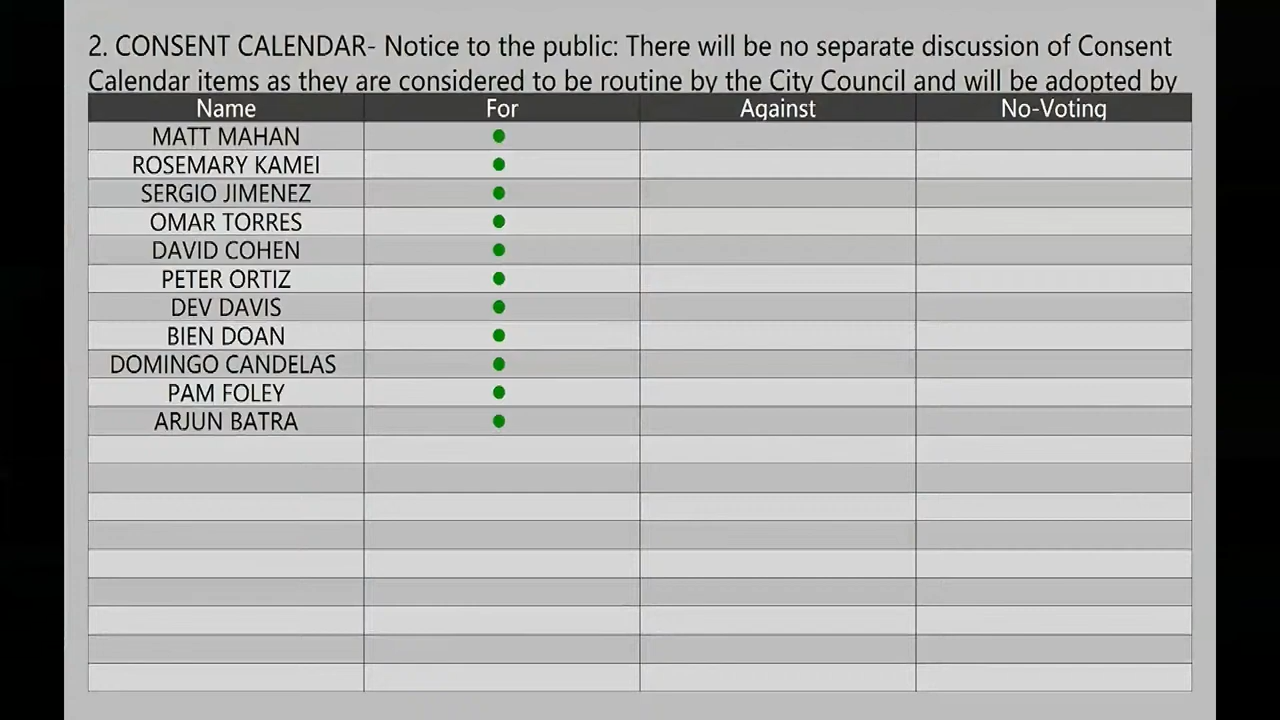 2. CONSENT CALENDAR- Notice to the public: There will be no separate discussion of Consent
Calendar items as they are considered to be routine by the City Council and will be adopted by
Name For Against No-Voting
MATT MAHAN
ROSEMARY KAMEI
SERGIO JIMENEZ
OMAR TORRES
DAVID COHEN
PETER ORTIZ
DEV DAVIS
BIEN DOAN
DOMINGO CANDELAS
PAM FOLEY
ARJUN BATRA